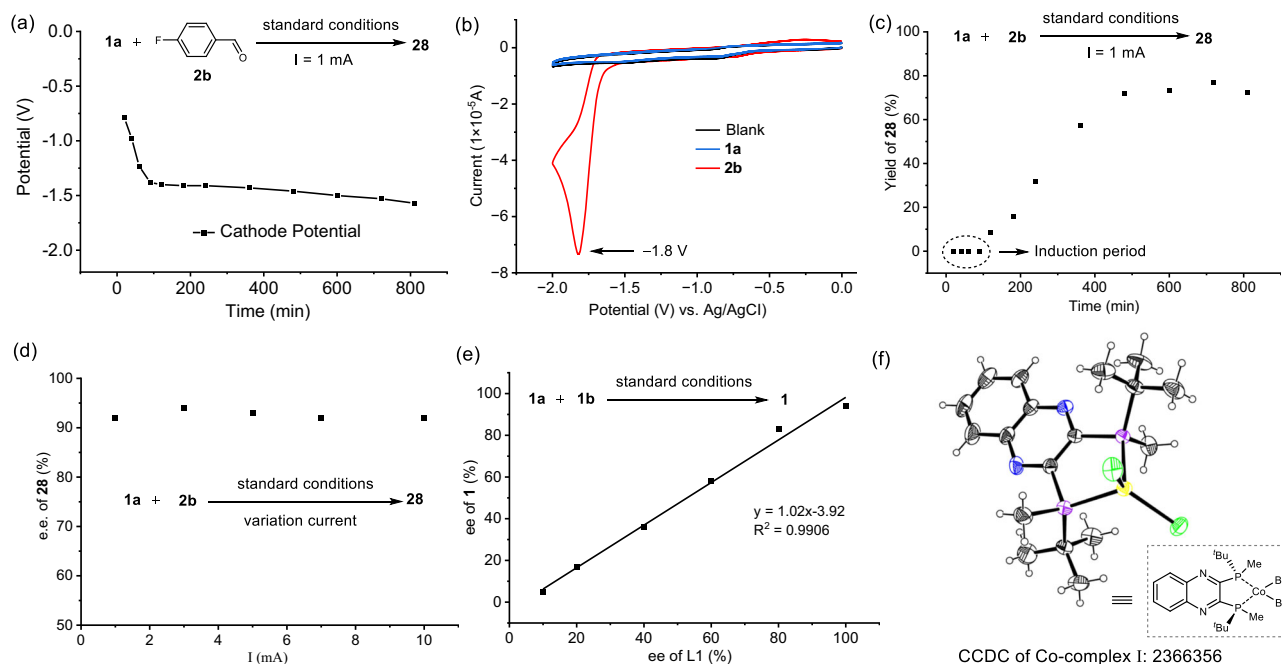 (a)
1a + 2b
F
O
standard conditions
I = 1 mA
28
0.0
-0.5
-1.0
-1.5
-2.0
Potential (V)
Cathode Potential
0 200 400 600 800
Time (min)
(b)
0
−2
−4
−6
−8
Current (1×10⁻⁵A)
Blank
1a
2b
−1.8 V
−2.0 −1.5 −1.0 −0.5 0.0
Potential (V) vs. Ag/AgCl)
(c)
1a + 2b
standard conditions
I = 1 mA
28
100
80
60
40
20
0
Yield of 28 (%)
Induction period
0 200 400 600 800
Time (min)
(d)
100
95
90
85
80
75
70
65
60
55
50
e.e. of 28 (%)
1a + 2b
standard conditions
variation current
28
0 2 4 6 8 10
I (mA)
(e)
1a + 1b
standard conditions
1
100
80
60
40
20
0
ee of 1 (%)
y = 1.02x-3.92
R² = 0.9906
0 20 40 60 80 100
ee of L1 (%)
(f)
ᵗBu
Me
N
P
Co
B
B
N
P
Me
ᵗBu
CCDC of Co-complex I: 2366356